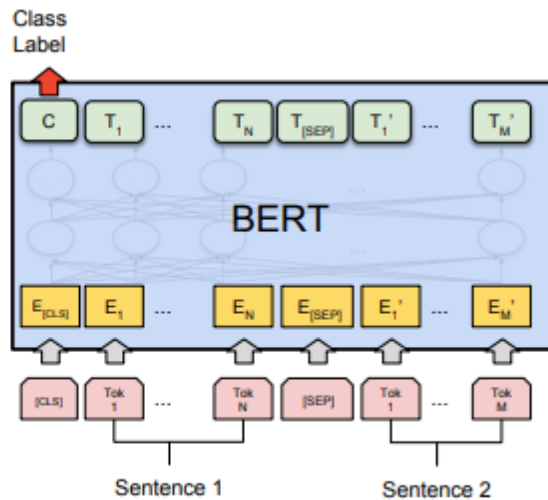 Class
Label
C T1 ... TN T[SEP] T1' ... TM'
...
BERT
...
E[CLS] E1 ... EN E[SEP] E1' ... EM'
[CLS] Tok 1 ... Tok N [SEP] Tok 1 ... Tok M
Sentence 1 Sentence 2